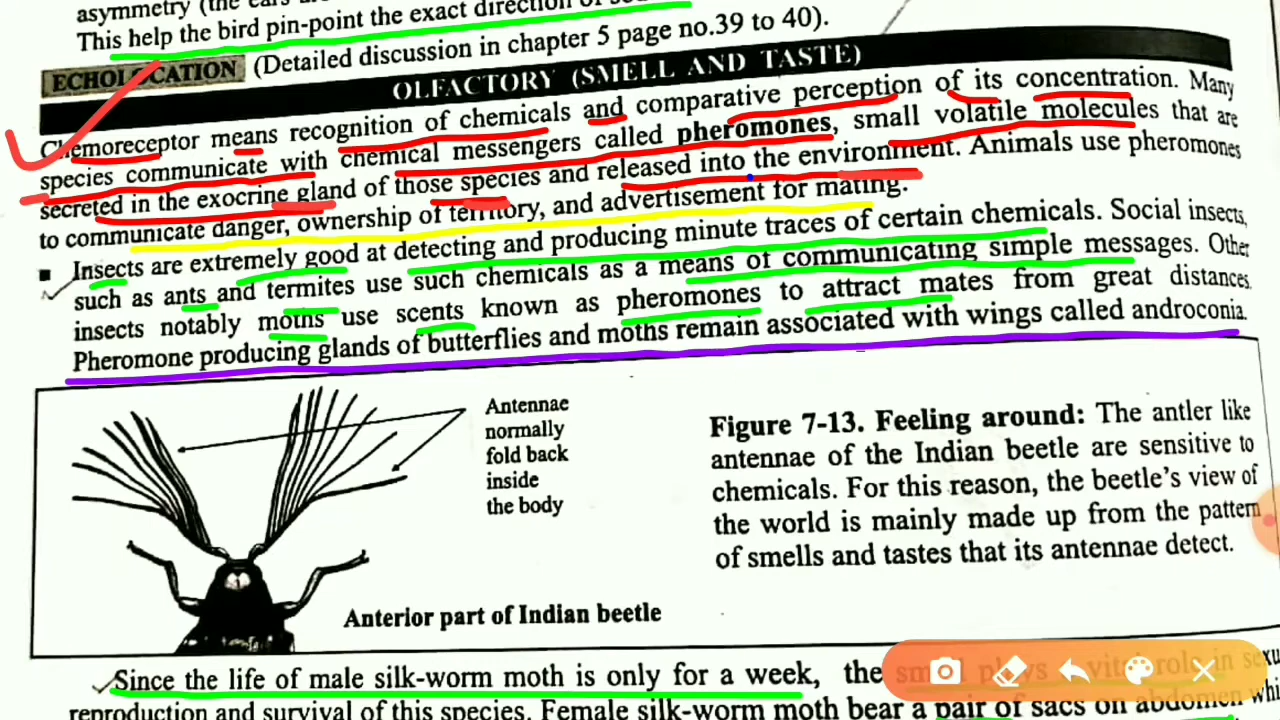 asymmetry (the ears
This help the bird pin-point the exact direction of
ECHOLOCATION (Detailed discussion in chapter 5 page no.39 to 40).
OLFACTORY (SMELL AND TASTE)
Chemoreceptor means recognition of chemicals and comparative perception of its concentration. Many
species communicate with chemical messengers called pheromones, small volatile molecules that are
secreted in the exocrine gland of those species and released into the environment. Animals use pheromones
to communicate danger, ownership of territory, and advertisement for mating.
■ Insects are extremely good at detecting and producing minute traces of certain chemicals. Social insects,
such as ants and termites use such chemicals as a means of communicating simple messages. Other
insects notably moths use scents known as pheromones to attract mates from great distances.
Pheromone producing glands of butterflies and moths remain associated with wings called androconia.
Antennae
normally
fold back
inside
the body
Anterior part of Indian beetle
Figure 7-13. Feeling around: The antler like
antennae of the Indian beetle are sensitive to
chemicals. For this reason, the beetle's view of
the world is mainly made up from the pattern
of smells and tastes that its antennae detect.
Since the life of male silk-worm moth is only for a week, the smell plays vital role in
reproduction and survival of this species. Female silk-worm moth bear a pair of sacs on abdomen